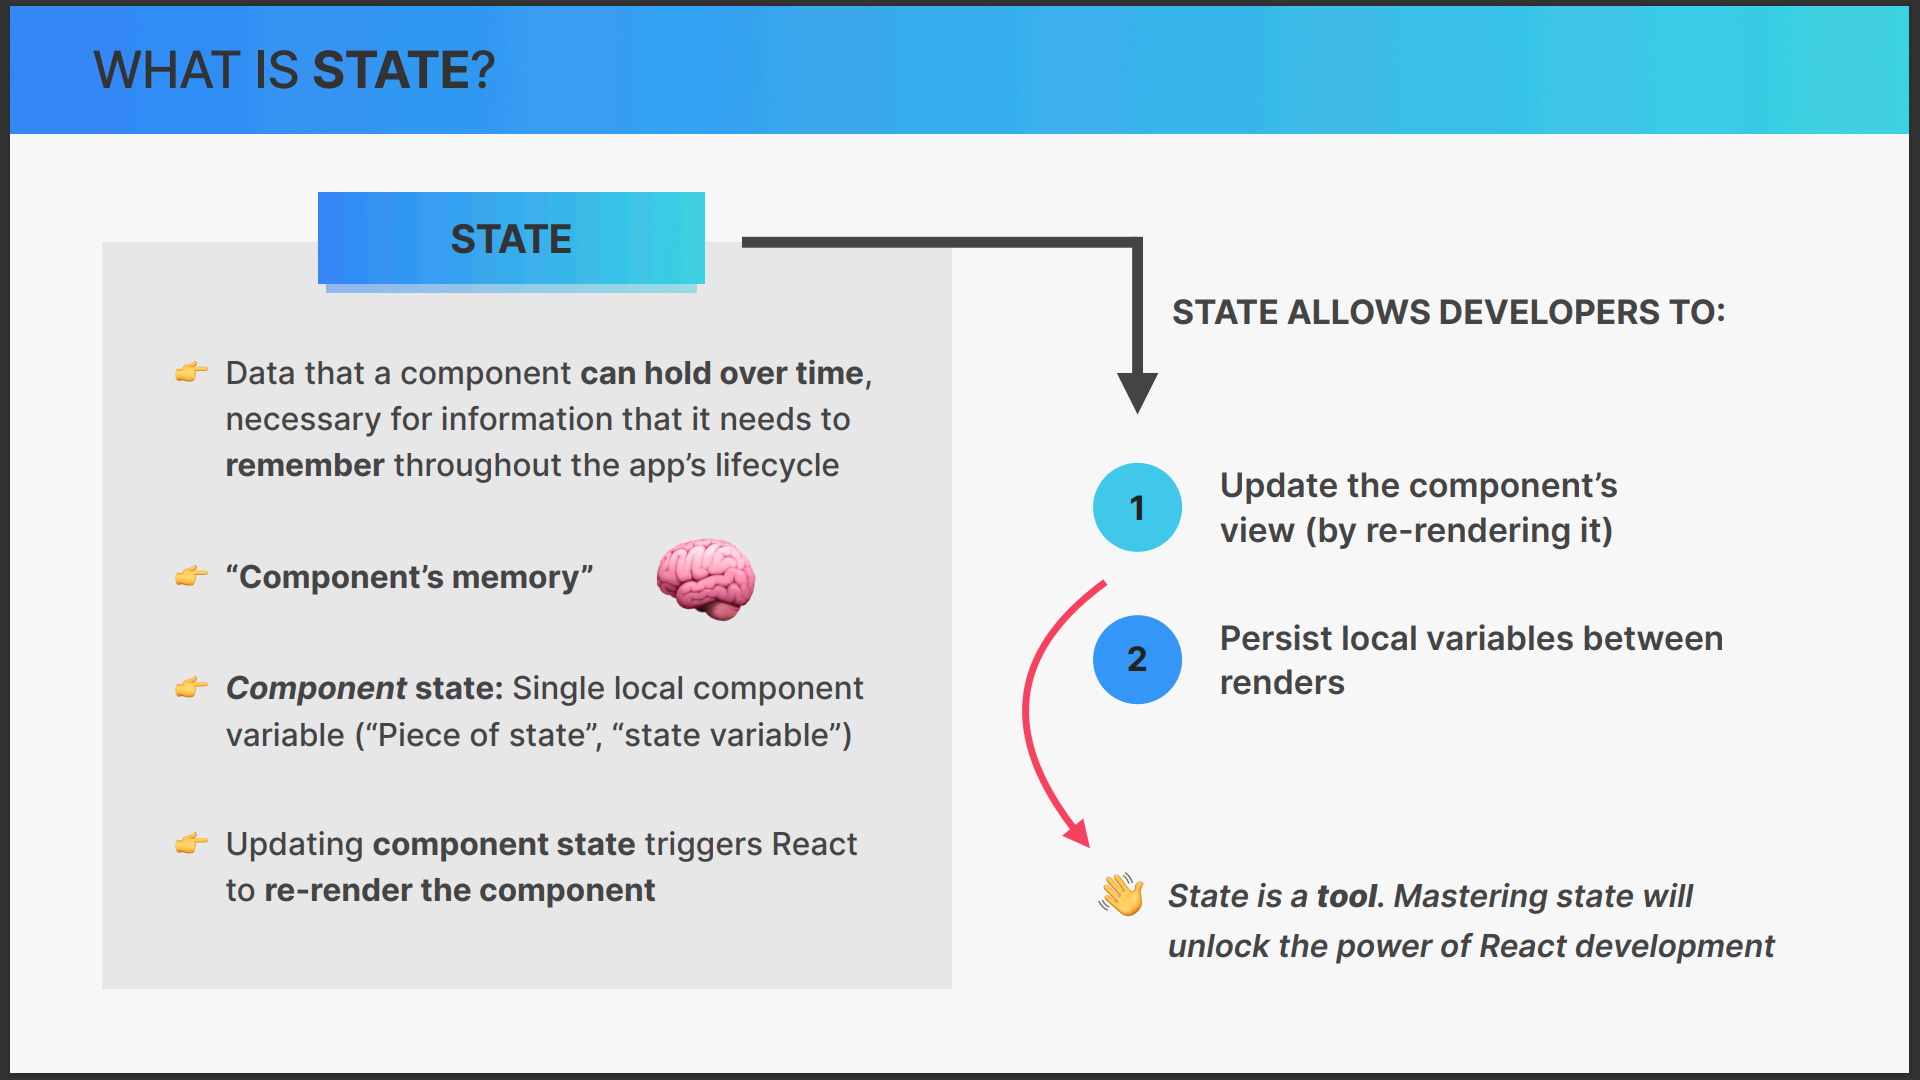 WHAT IS STATE?
STATE
Data that a component can hold over time,
necessary for information that it needs to
remember throughout the app’s lifecycle
“Component’s memory”
Component state: Single local component
variable (“Piece of state”, “state variable”)
Updating component state triggers React
to re-render the component
STATE ALLOWS DEVELOPERS TO:
1
Update the component’s
view (by re-rendering it)
2
Persist local variables between
renders
State is a tool. Mastering state will
unlock the power of React development